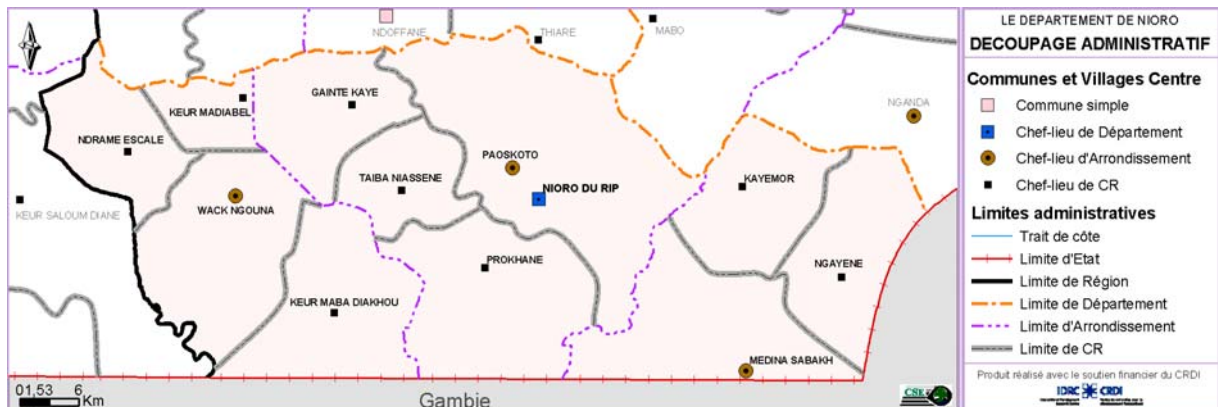 NDOFFANE
THIARE
MABO
KEUR MADIABEL
GAINTE KAYE
NGANDA
NDRAME ESCALE
PAOSKOTO
TAIBA NIASSENE
NIORO DU RIP
KAYEMOR
WACK NGOUNA
KEUR SALOUM DIANE
PROKHANE
NGAYENE
KEUR MABA DIAKHOU
MEDINA SABAKH
01,53 6
Km
Gambie
CSE
LE DEPARTEMENT DE NIORO
DECOUPAGE ADMINISTRATIF
Communes et Villages Centre
Commune simple
Chef-lieu de Département
Chef-lieu d'Arrondissement
Chef-lieu de CR
Limites administratives
Trait de côte
Limite d'Etat
Limite de Région
Limite de Département
Limite d'Arrondissement
Limite de CR
Produit réalisé avec le soutien financier du CRDI
IDRC CRDI